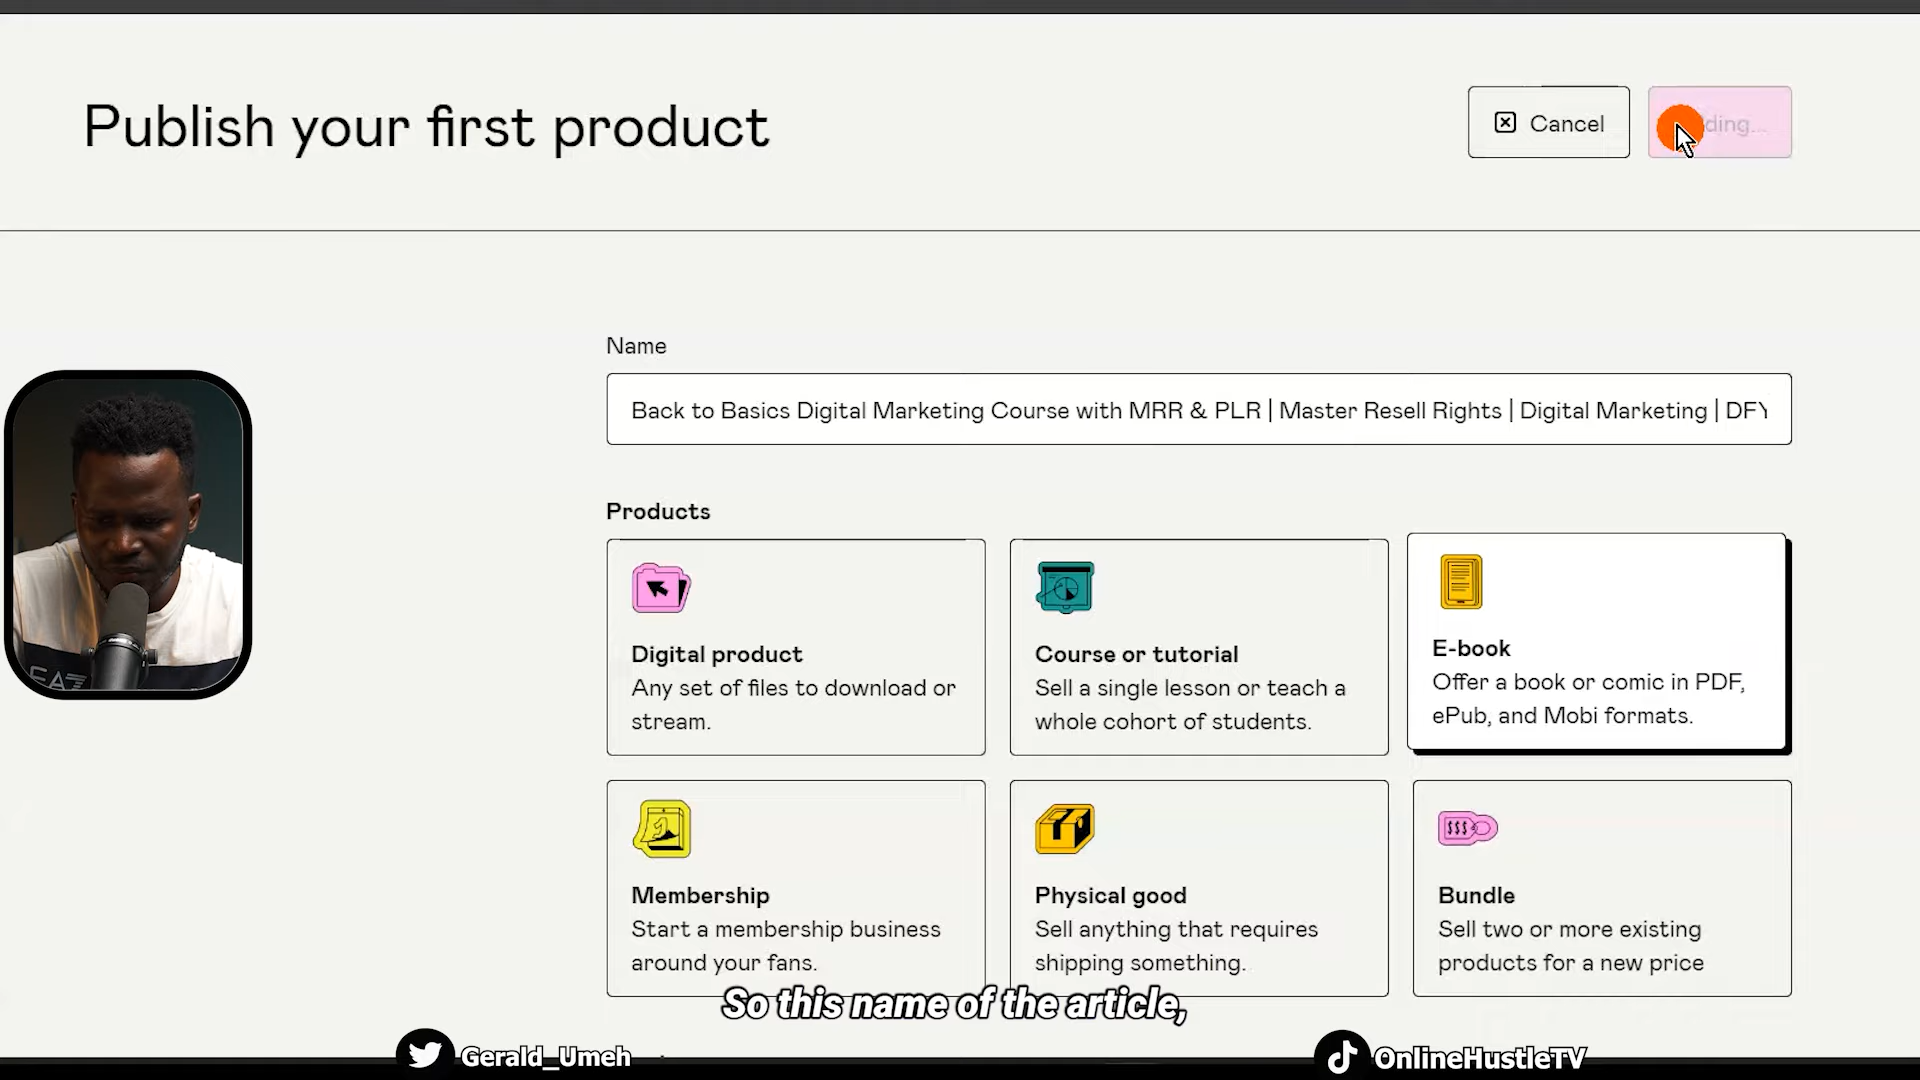 Publish your first product
Cancel
Name
Back to Basics Digital Marketing Course with MRR & PLR | Master Resell Rights | Digital Marketing | DFY
Products
Digital product
Any set of files to download or
stream.
Course or tutorial
Sell a single lesson or teach a
whole cohort of students.
E-book
Offer a book or comic in PDF,
ePub, and Mobi formats.
Membership
Start a membership business
around your fans.
Physical good
Sell anything that requires
shipping something.
Bundle
$$$
Sell two or more existing
products for a new price
So this name of the article,
Gerald_Umeh
OnlineHustleTV